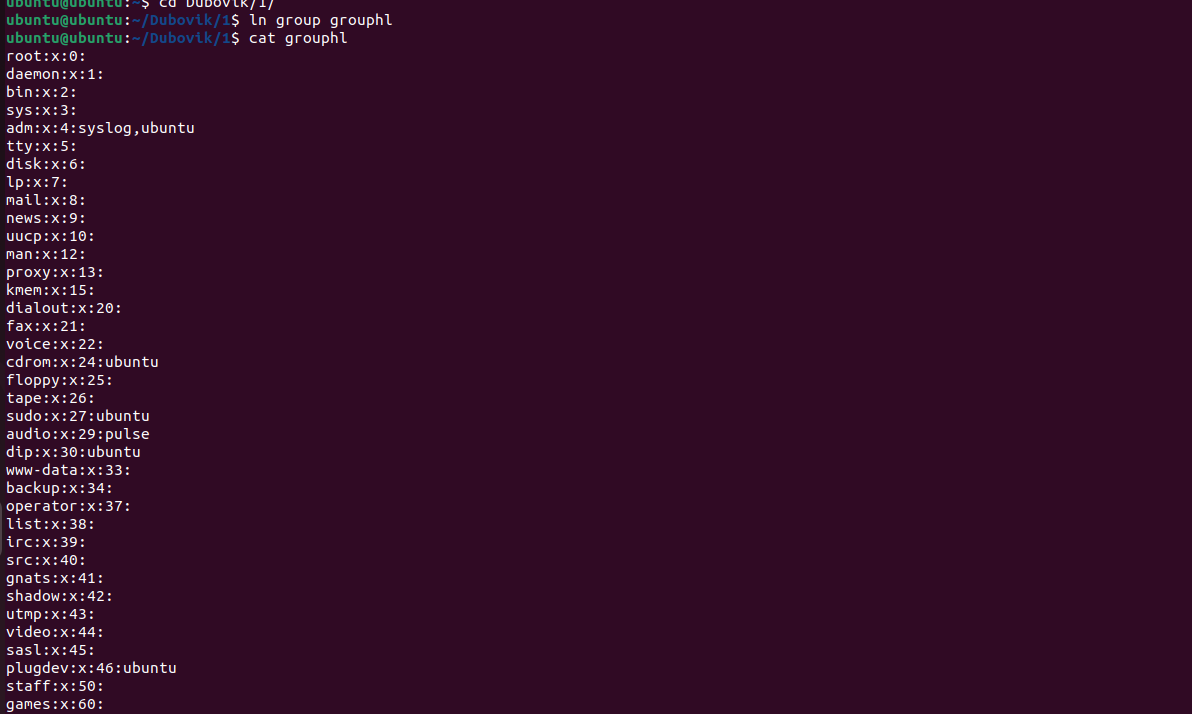 ubuntu@ubuntu:~$ cd Dubovik/1/
ubuntu@ubuntu:~/Dubovik/1$ ln group grouphl
ubuntu@ubuntu:~/Dubovik/1$ cat grouphl
root:x:0:
daemon:x:1:
bin:x:2:
sys:x:3:
adm:x:4:syslog,ubuntu
tty:x:5:
disk:x:6:
lp:x:7:
mail:x:8:
news:x:9:
uucp:x:10:
man:x:12:
proxy:x:13:
kmem:x:15:
dialout:x:20:
fax:x:21:
voice:x:22:
cdrom:x:24:ubuntu
floppy:x:25:
tape:x:26:
sudo:x:27:ubuntu
audio:x:29:pulse
dip:x:30:ubuntu
www-data:x:33:
backup:x:34:
operator:x:37:
list:x:38:
irc:x:39:
src:x:40:
gnats:x:41:
shadow:x:42:
utmp:x:43:
video:x:44:
sasl:x:45:
plugdev:x:46:ubuntu
staff:x:50:
games:x:60: